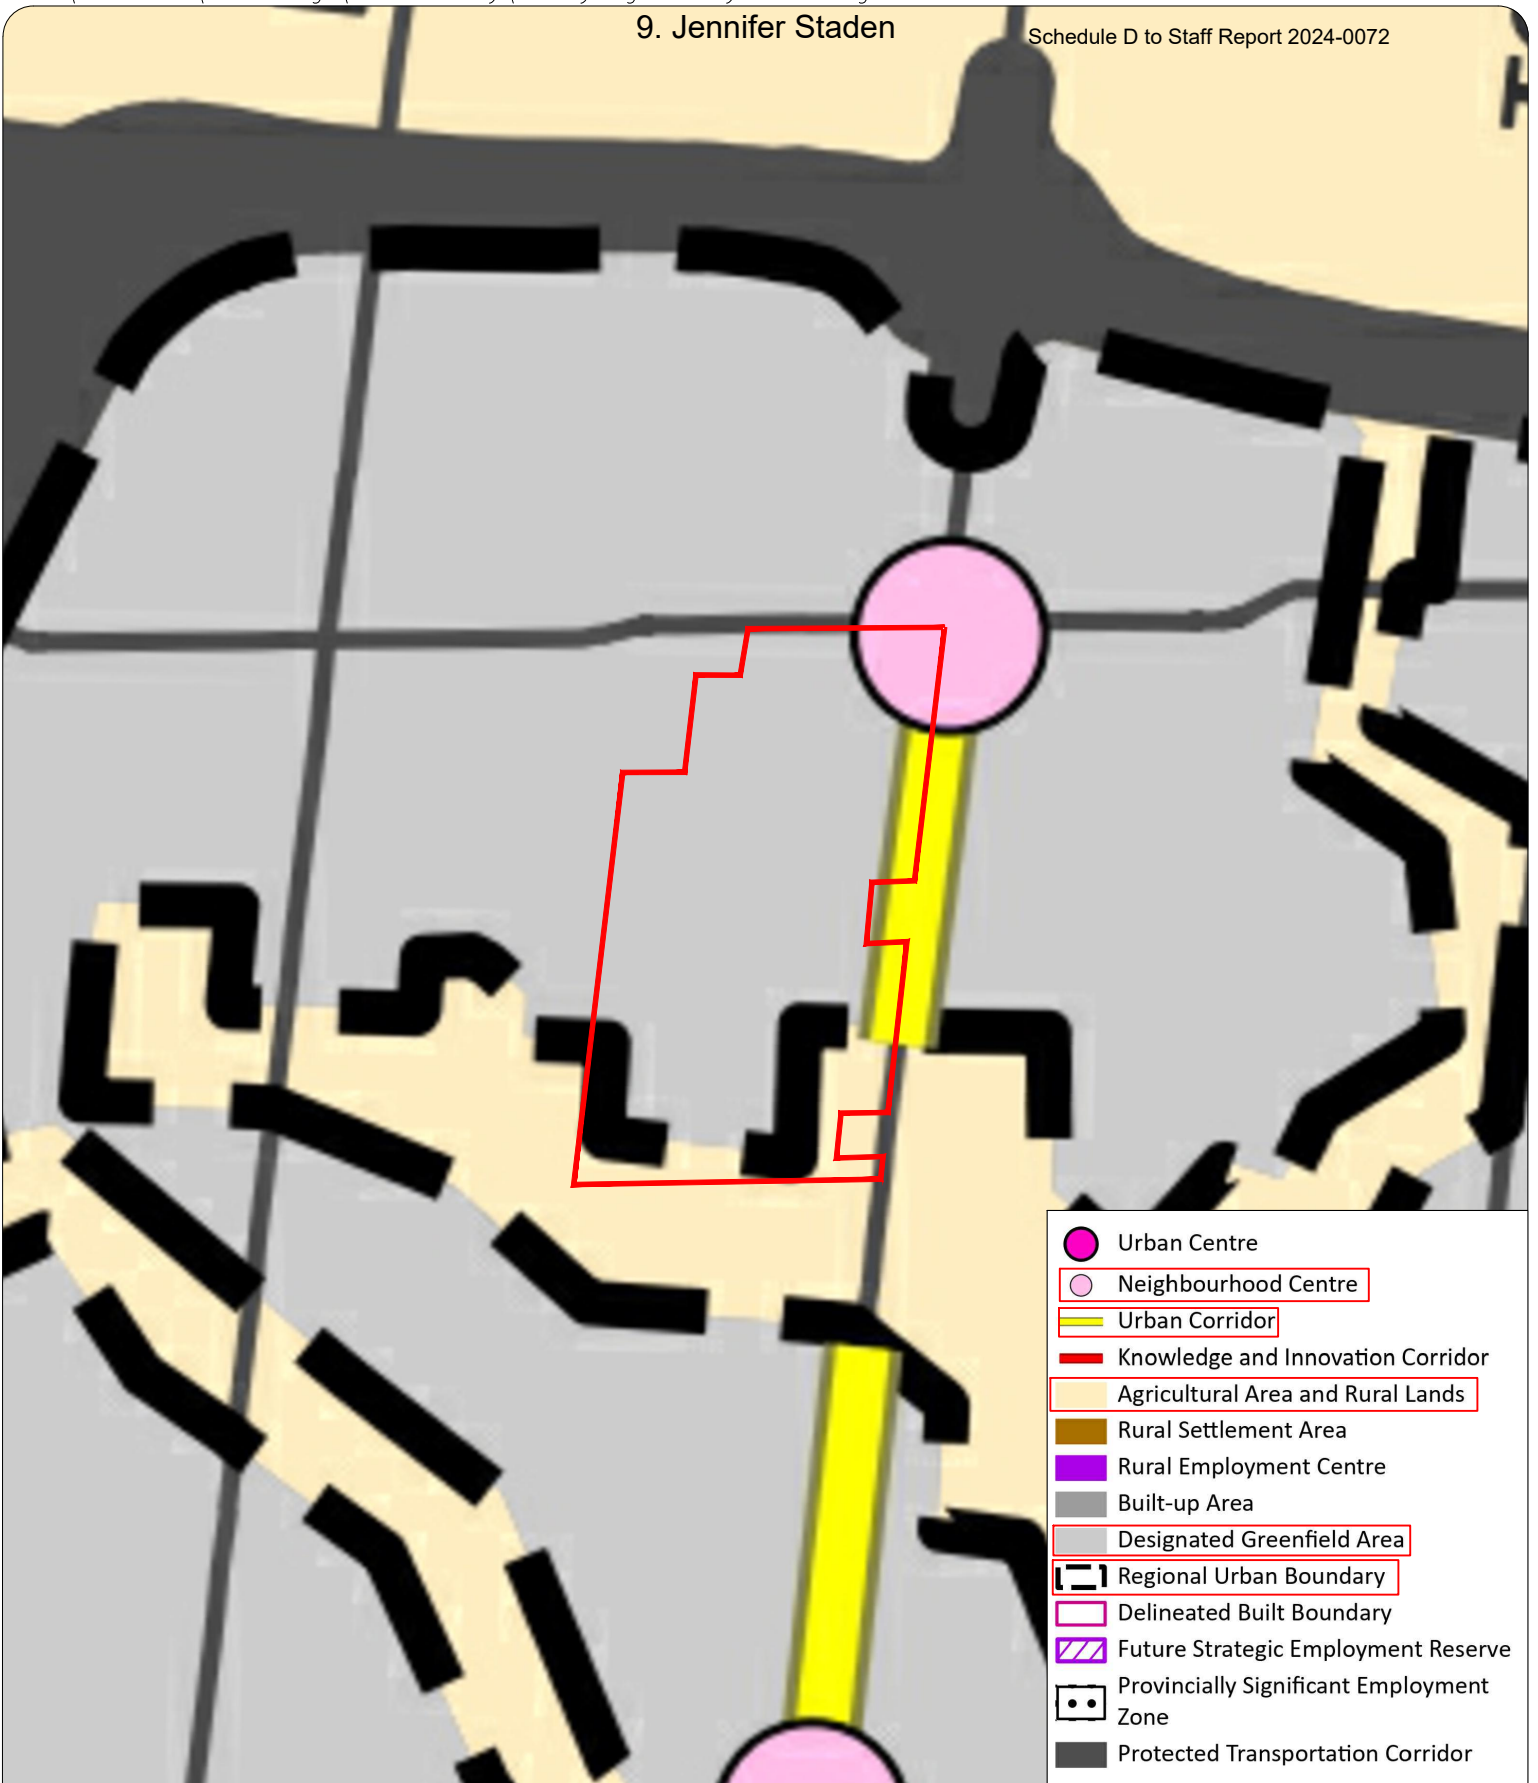 9. Jennifer Staden
Schedule D to Staff Report 2024-0072
Urban Centre
Neighbourhood Centre
Urban Corridor
Knowledge and Innovation Corridor
Agricultural Area and Rural Lands
Rural Settlement Area
Rural Employment Centre
Built-up Area
Designated Greenfield Area
Regional Urban Boundary
Delineated Built Boundary
Future Strategic Employment Reserve
Provincially Significant Employment
Zone
Protected Transportation Corridor